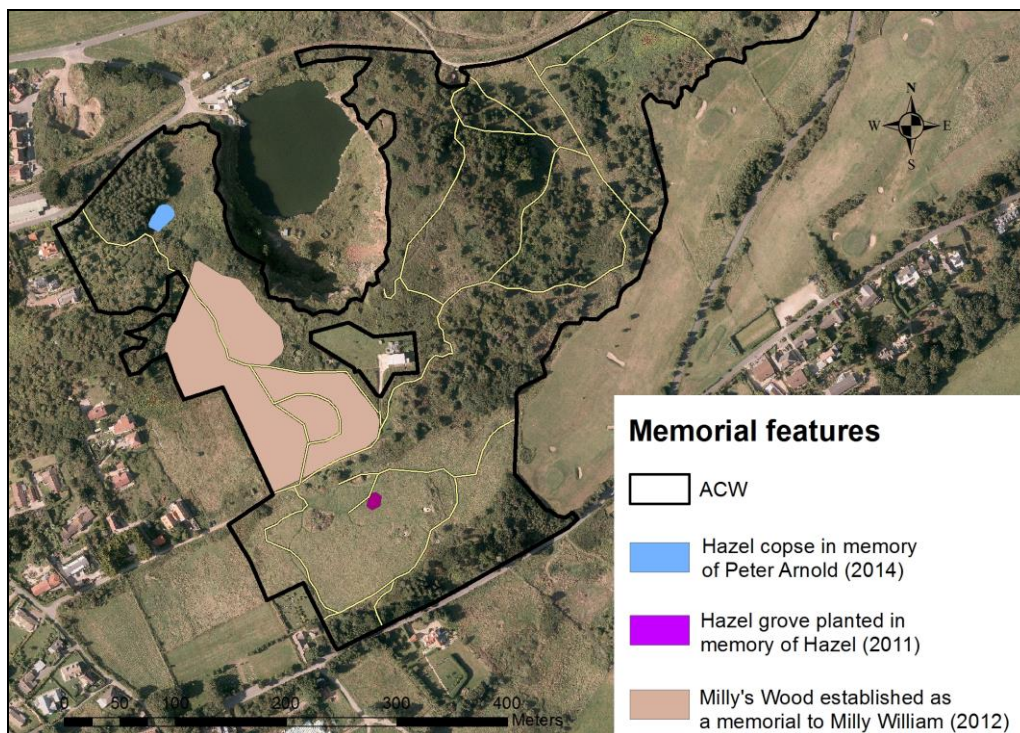 N
W E
S
Memorial features
ACW
Hazel copse in memory
of Peter Arnold (2014)
Hazel grove planted in
memory of Hazel (2011)
Milly's Wood established as
a memorial to Milly William (2012)
0 50 100 200 300 400
Meters